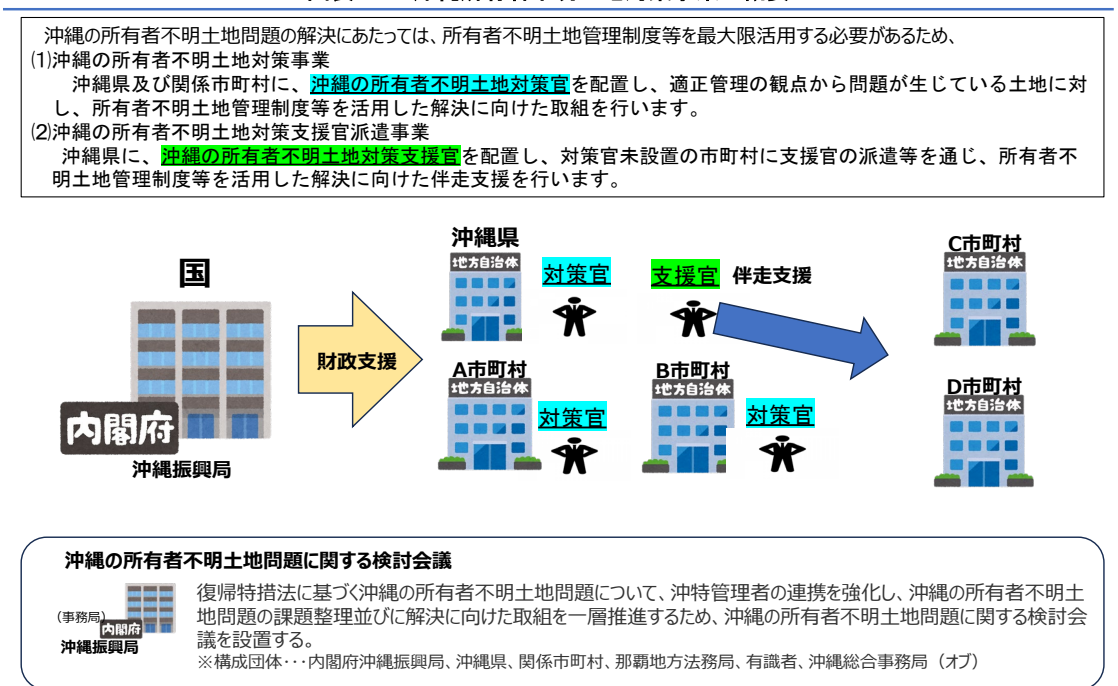 沖縄の所有者不明土地問題の解決にあたっては、所有者不明土地管理制度等を最大限活用する必要があるため、
⑴沖縄の所有者不明土地対策事業
沖縄県及び関係市町村に、沖縄の所有者不明土地対策官を配置し、適正管理の観点から問題が生じている土地に対
し、所有者不明土地管理制度等を活用した解決に向けた取組を行います。
⑵沖縄の所有者不明土地対策支援官派遣事業
沖縄県に、沖縄の所有者不明土地対策支援官を配置し、対策官未設置の市町村に支援官の派遣等を通じ、所有者不
明土地管理制度等を活用した解決に向けた伴走支援を行います。
国
内閣府
沖縄振興局
財政支援
沖縄県
地方自治体
対策官
支援官 伴走支援
C市町村
地方自治体
A市町村
地方自治体
対策官
B市町村
地方自治体
対策官
D市町村
地方自治体
沖縄の所有者不明土地問題に関する検討会議
(事務局)
内閣府
沖縄振興局
復帰特措法に基づく沖縄の所有者不明土地問題について、沖特管理者の連携を強化し、沖縄の所有者不明土
地問題の課題整理並びに解決に向けた取組を一層推進するため、沖縄の所有者不明土地問題に関する検討会
議を設置する。
※構成団体・・・内閣府沖縄振興局、沖縄県、関係市町村、那覇地方法務局、有識者、沖縄総合事務局（オブ）